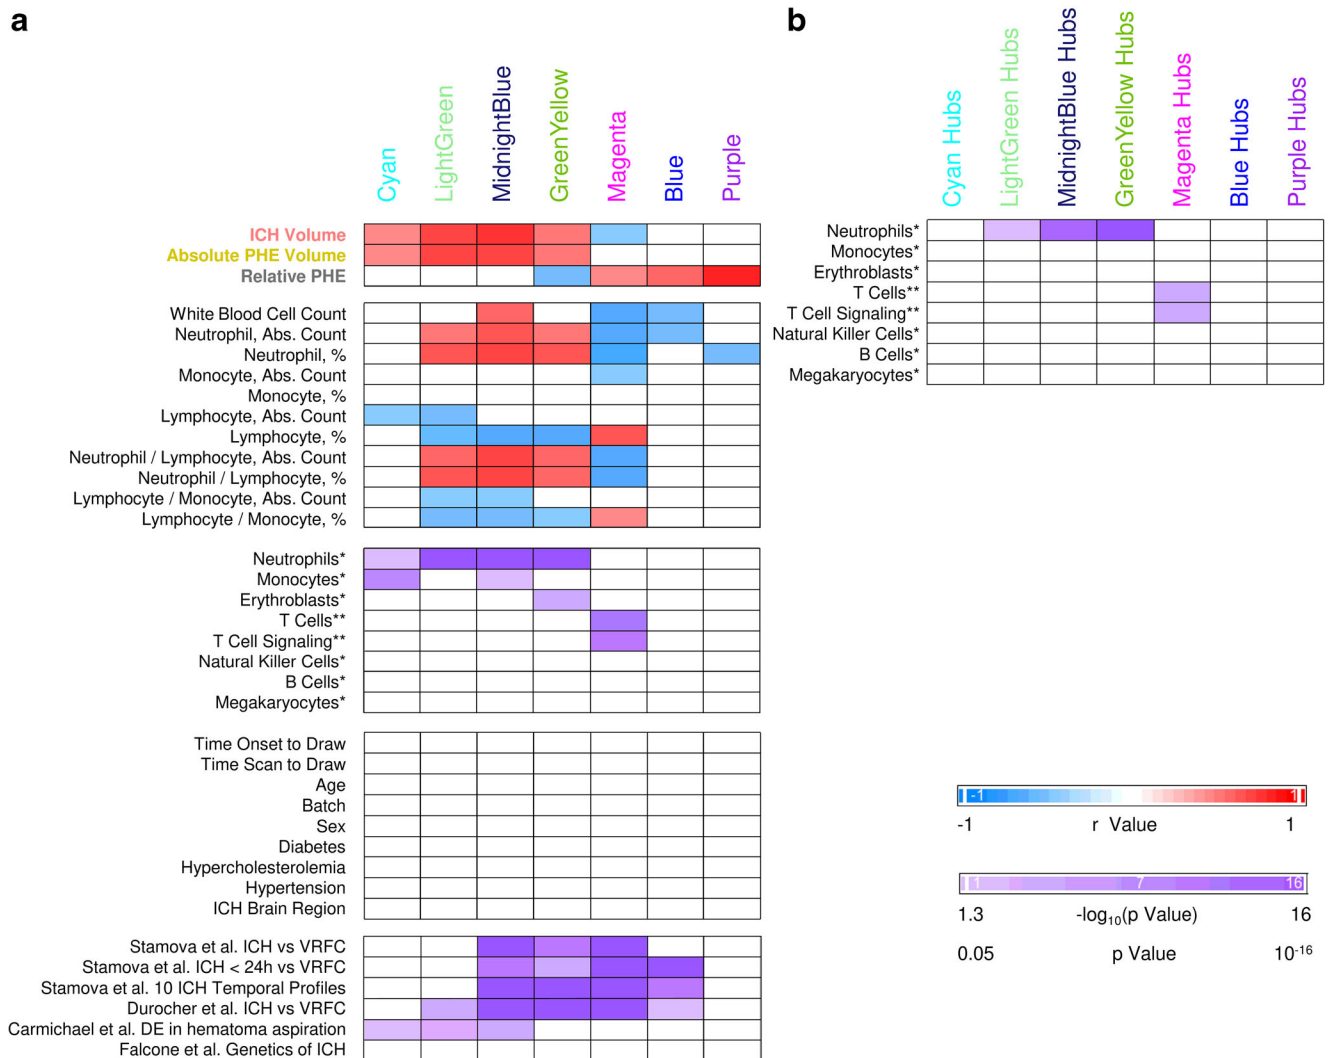 a
Cyan
LightGreen
MidnightBlue
GreenYellow
Magenta
Blue
Purple
ICH Volume
Absolute PHE Volume
Relative PHE
White Blood Cell Count
Neutrophil, Abs. Count
Neutrophil, %
Monocyte, Abs. Count
Monocyte, %
Lymphocyte, Abs. Count
Lymphocyte, %
Neutrophil / Lymphocyte, Abs. Count
Neutrophil / Lymphocyte, %
Lymphocyte / Monocyte, Abs. Count
Lymphocyte / Monocyte, %
Neutrophils*
Monocytes*
Erythroblasts*
T Cells**
T Cell Signaling**
Natural Killer Cells*
B Cells*
Megakaryocytes*
Time Onset to Draw
Time Scan to Draw
Age
Batch
Sex
Diabetes
Hypercholesterolemia
Hypertension
ICH Brain Region
Stamova et al. ICH vs VRFC
Stamova et al. ICH < 24h vs VRFC
Stamova et al. 10 ICH Temporal Profiles
Durocher et al. ICH vs VRFC
Carmichael et al. DE in hematoma aspiration
Falcone et al. Genetics of ICH
b
Cyan Hubs
LightGreen Hubs
MidnightBlue Hubs
GreenYellow Hubs
Magenta Hubs
Blue Hubs
Purple Hubs
Neutrophils*
Monocytes*
Erythroblasts*
T Cells**
T Cell Signaling**
Natural Killer Cells*
B Cells*
Megakaryocytes*
-1 1
-1 r Value 1
1 7 16
1.3 -log₁₀(p Value) 16
0.05 p Value 10⁻¹⁶